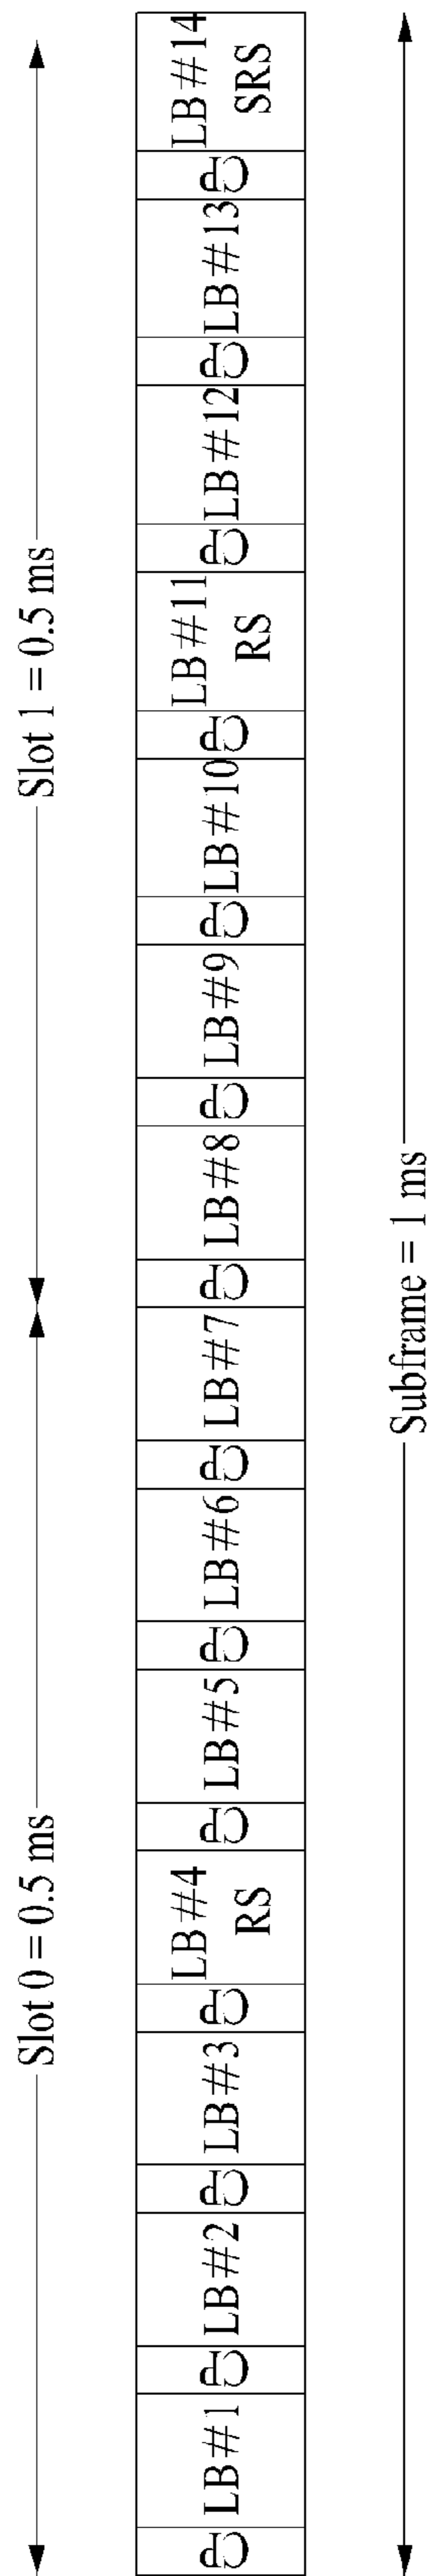 Slot 0 = 0.5 ms
Slot 1 = 0.5 ms
CP
LB#1
CP
LB#2
CP
LB#3
CP
LB#4
RS
CP
LB#5
CP
LB#6
CP
LB#7
CP
LB#8
CP
LB#9
CP
LB#10
CP
LB#11
RS
CP
LB#12
CP
LB#13
CP
LB#14
SRS
Subframe = 1 ms